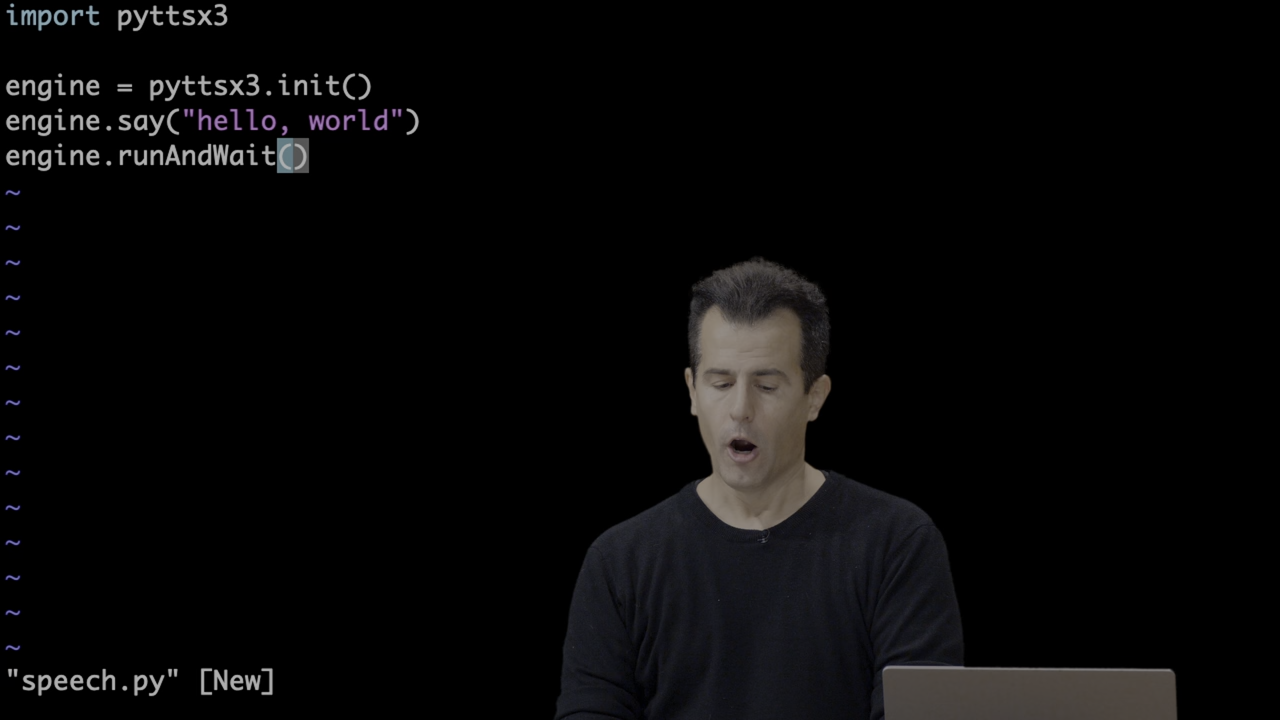 import pyttsx3
engine = pyttsx3.init()
engine.say("hello, world")
engine.runAndWait()
~
~
~
~
~
~
~
~
~
~
~
~
~
~
"speech.py" [New]